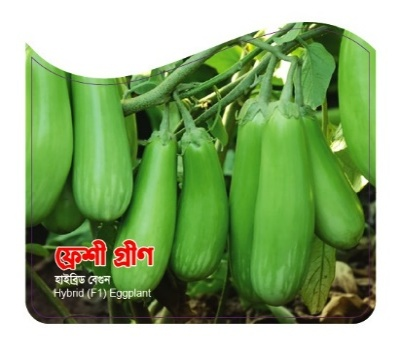 ফ্রেশী গ্রীণ
হাইব্রিড বেগুন
Hybrid (F1) Eggplant